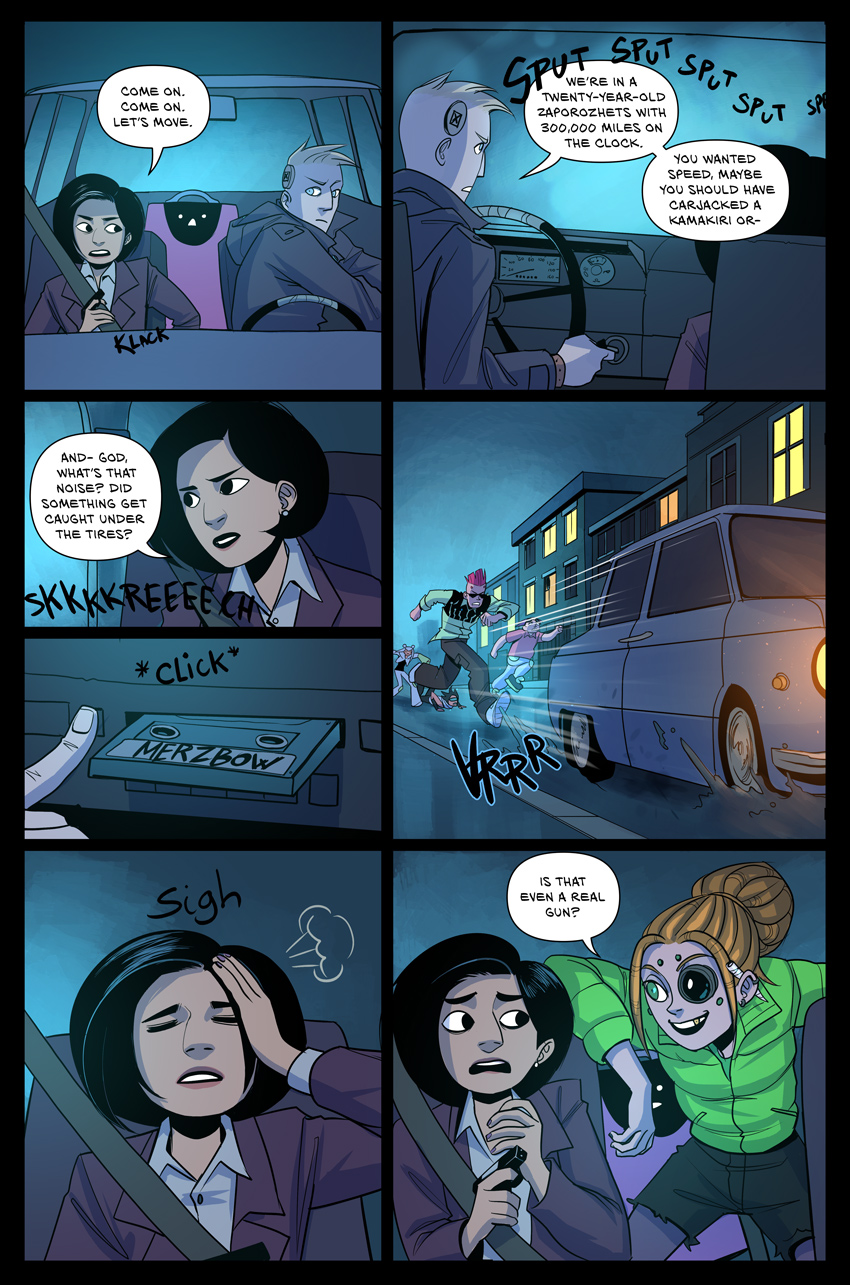 COME ON.
COME ON.
LET'S MOVE.
KLACK
SPUT SPUT SPUT SPUT
WE'RE IN A
TWENTY-YEAR-OLD
ZAPOROZHETS WITH
300,000 MILES ON
THE CLOCK.
YOU WANTED
SPEED, MAYBE
YOU SHOULD HAVE
CARJACKED A
KAMAKIRI OR-
AND- GOD,
WHAT'S THAT
NOISE? DID
SOMETHING GET
CAUGHT UNDER
THE TIRES?
SKKKKREEEECH
*CLICK*
MERZBOW
VRRR
Sigh
IS THAT
EVEN A REAL
GUN?